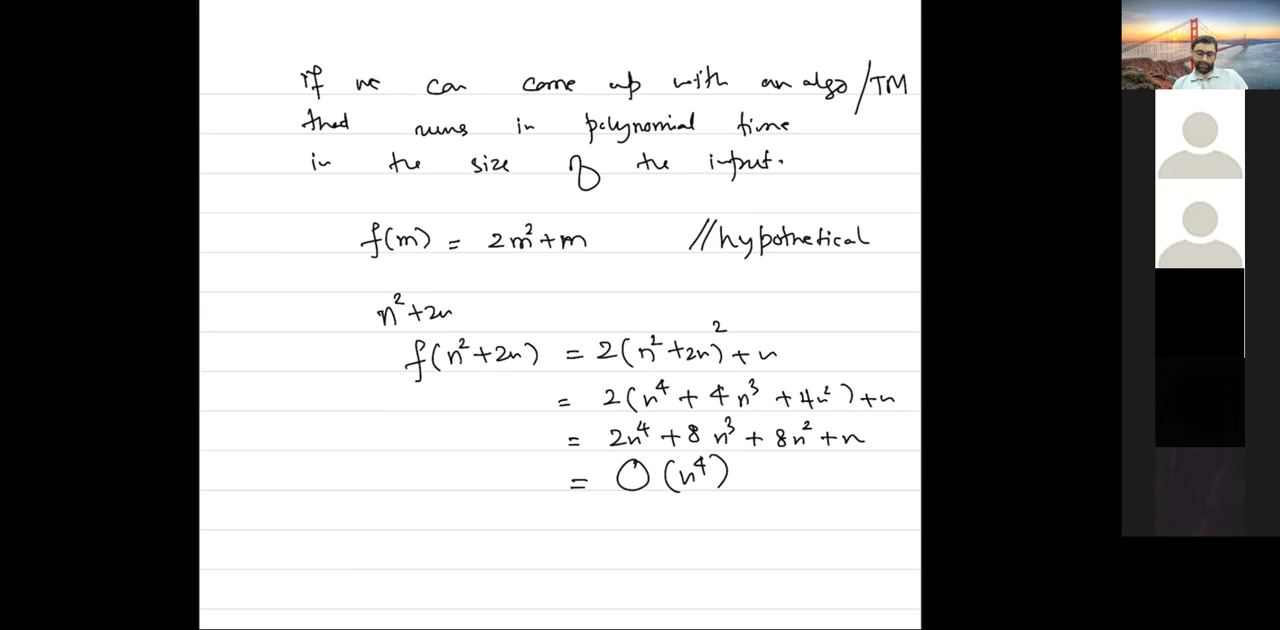 if we can come up with an algo/TM
that runs in polynomial time
in the size of the input.
f(m) = 2m²+m //hypothetical
n²+2n
f(n²+2n) = 2(n²+2n)²+n
= 2(n⁴+4n³+4n²)+n
= 2n⁴+8n³+8n²+n
= O(n⁴)